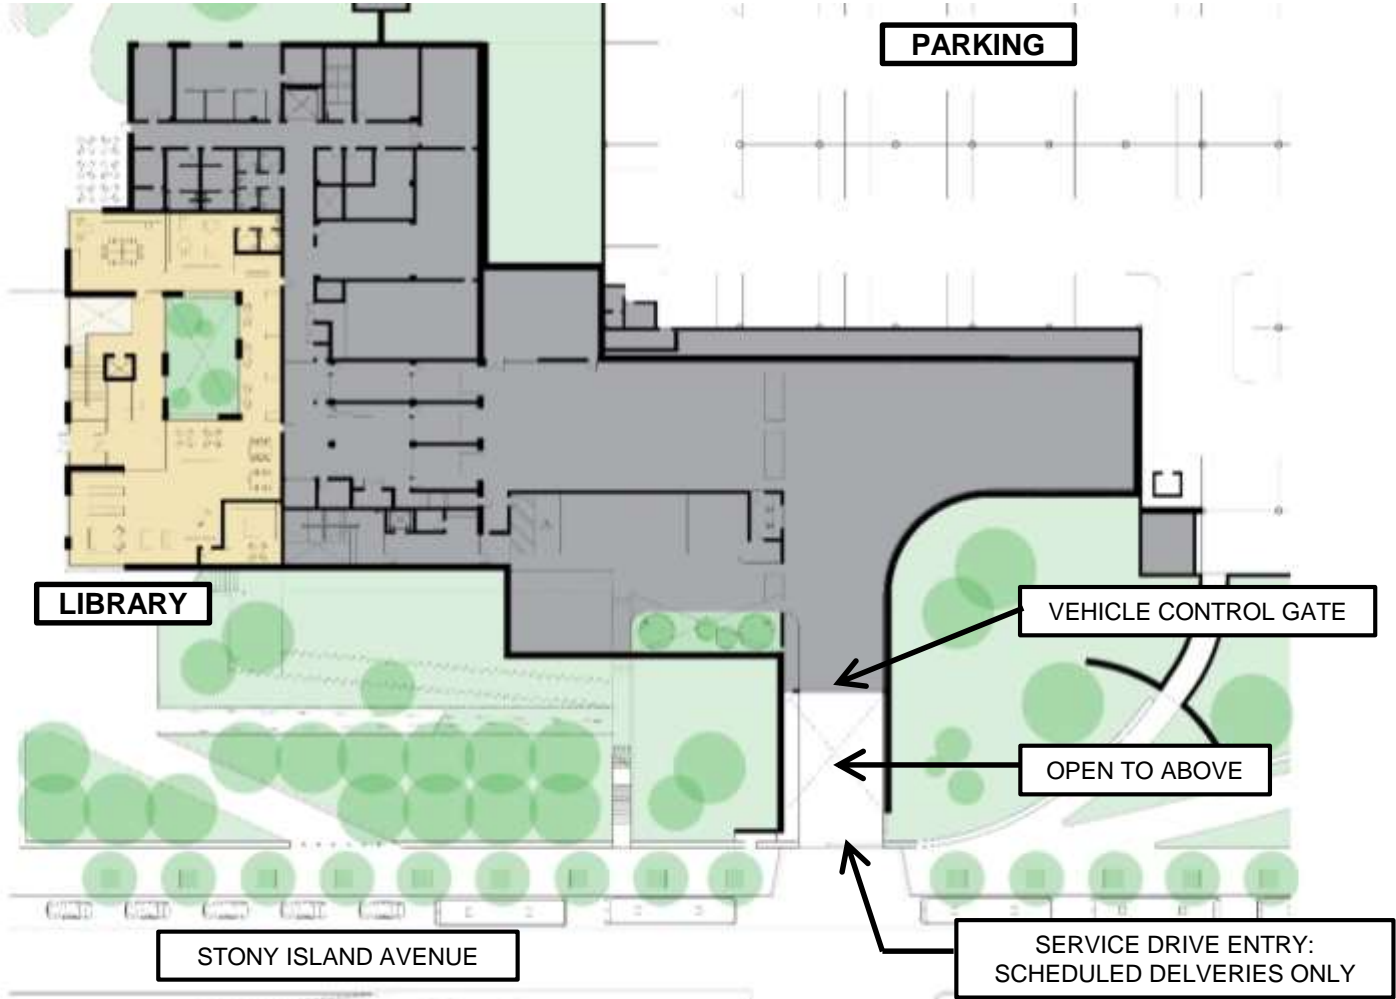 PARKING
LIBRARY
VEHICLE CONTROL GATE
OPEN TO ABOVE
STONY ISLAND AVENUE
SERVICE DRIVE ENTRY:
SCHEDULED DELVERIES ONLY